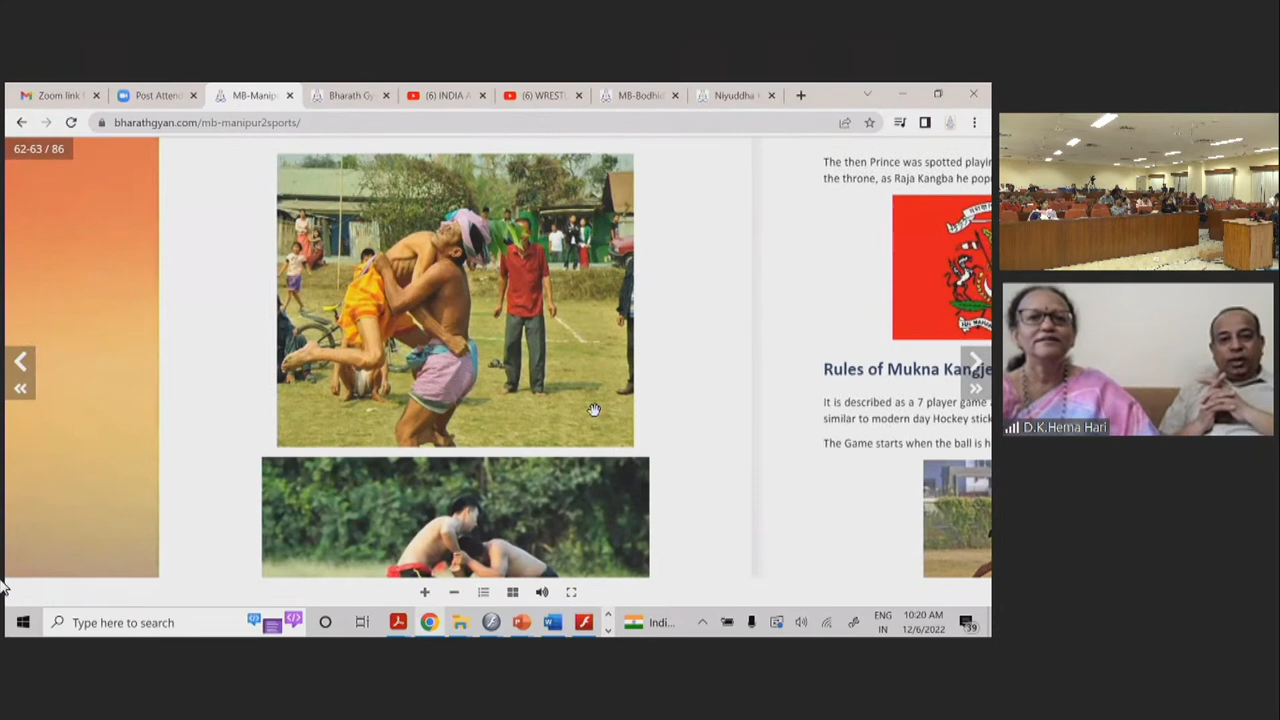 Zoom link
Post Attend
MB-Manip
Bharath Gy
(6) INDIA A
(6) WREST
MB-Bodhid
Niyuddha
bharathgyan.com/mb-manipur2sports/
62-63 / 86
The then Prince was spotted playin
the throne, as Raja Kangba he pop
Rules of Mukna Kangje
It is described as a 7 player game
similar to modern day Hockey stick
The Game starts when the ball is h
D.K.Hema Hari
Type here to search
Indi...
ENG
IN
10:20 AM
12/6/2022
39